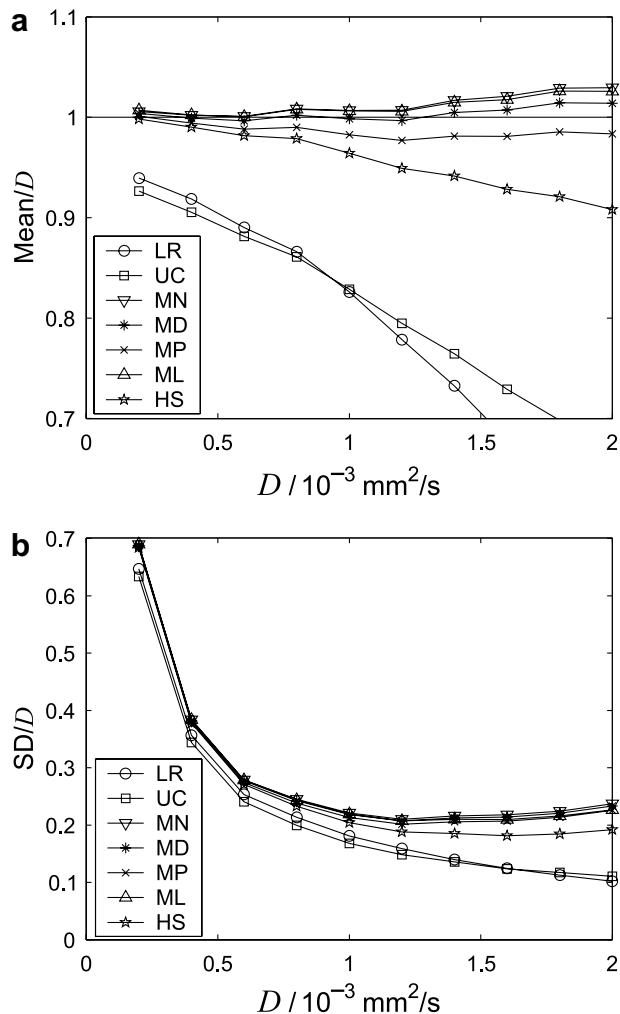 a
1.1
1
0.9
0.8
0.7
Mean/D
LR
UC
MN
MD
MP
ML
HS
0
0.5
1
1.5
2
D / 10⁻³ mm²/s
b
0.7
0.6
0.5
0.4
0.3
0.2
0.1
0
SD/D
LR
UC
MN
MD
MP
ML
HS
0
0.5
1
1.5
2
D / 10⁻³ mm²/s